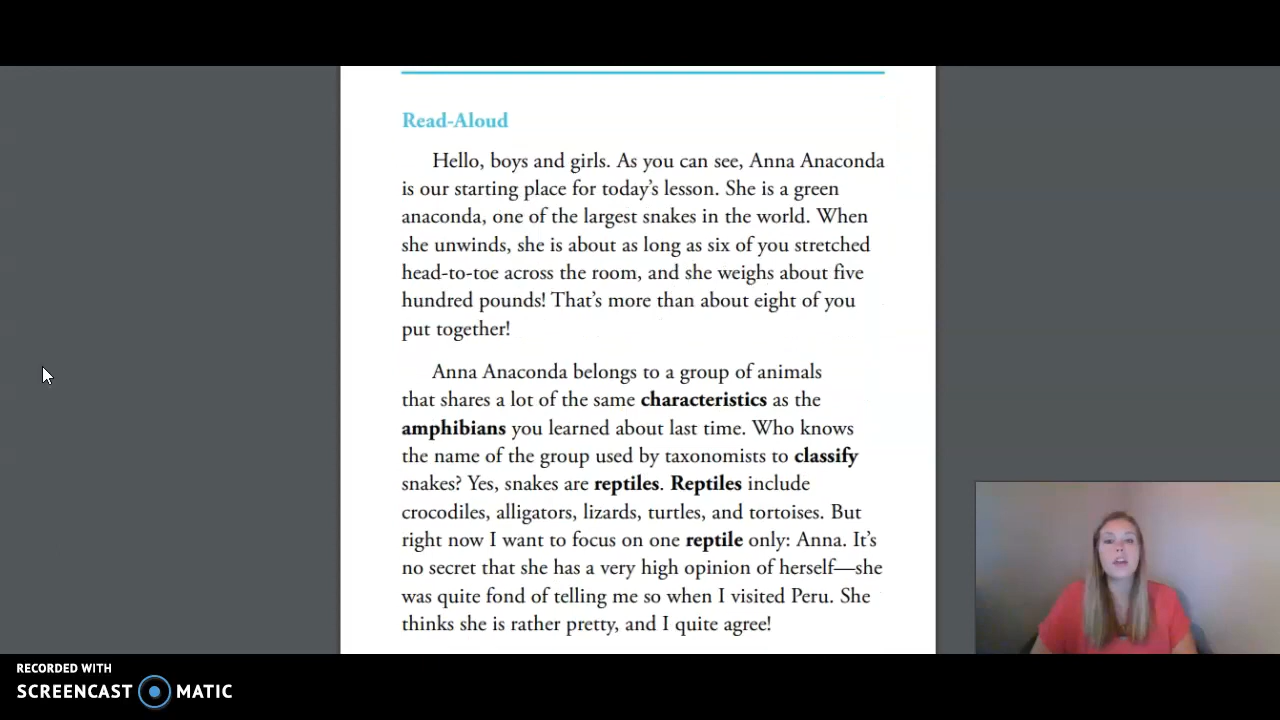 Read-Aloud
Hello, boys and girls. As you can see, Anna Anaconda
is our starting place for today's lesson. She is a green
anaconda, one of the largest snakes in the world. When
she unwinds, she is about as long as six of you stretched
head-to-toe across the room, and she weighs about five
hundred pounds! That's more than about eight of you
put together!
Anna Anaconda belongs to a group of animals
that shares a lot of the same characteristics as the
amphibians you learned about last time. Who knows
the name of the group used by taxonomists to classify
snakes? Yes, snakes are reptiles. Reptiles include
crocodiles, alligators, lizards, turtles, and tortoises. But
right now I want to focus on one reptile only: Anna. It's
no secret that she has a very high opinion of herself—she
was quite fond of telling me so when I visited Peru. She
thinks she is rather pretty, and I quite agree!
RECORDED WITH
SCREENCAST MATIC